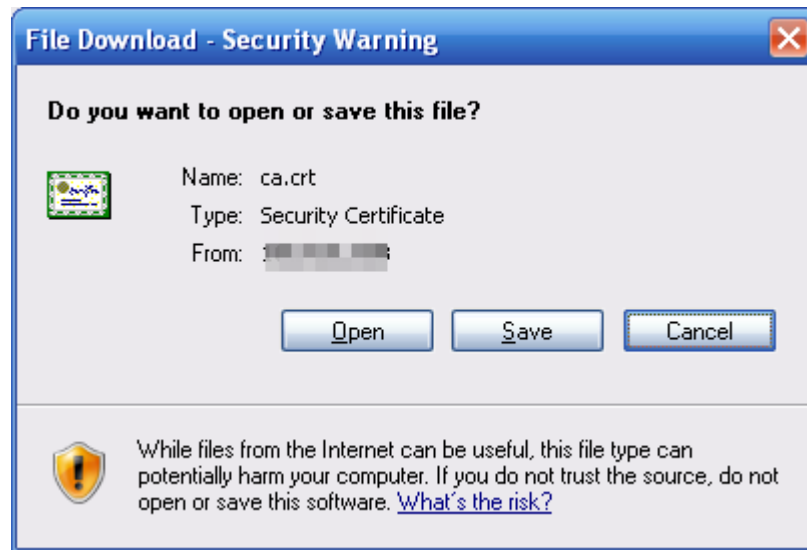 File Download - Security Warning
Do you want to open or save this file?
Name: ca.crt
Type: Security Certificate
From:
Open Save Cancel
While files from the Internet can be useful, this file type can
potentially harm your computer. If you do not trust the source, do not
open or save this software. What's the risk?